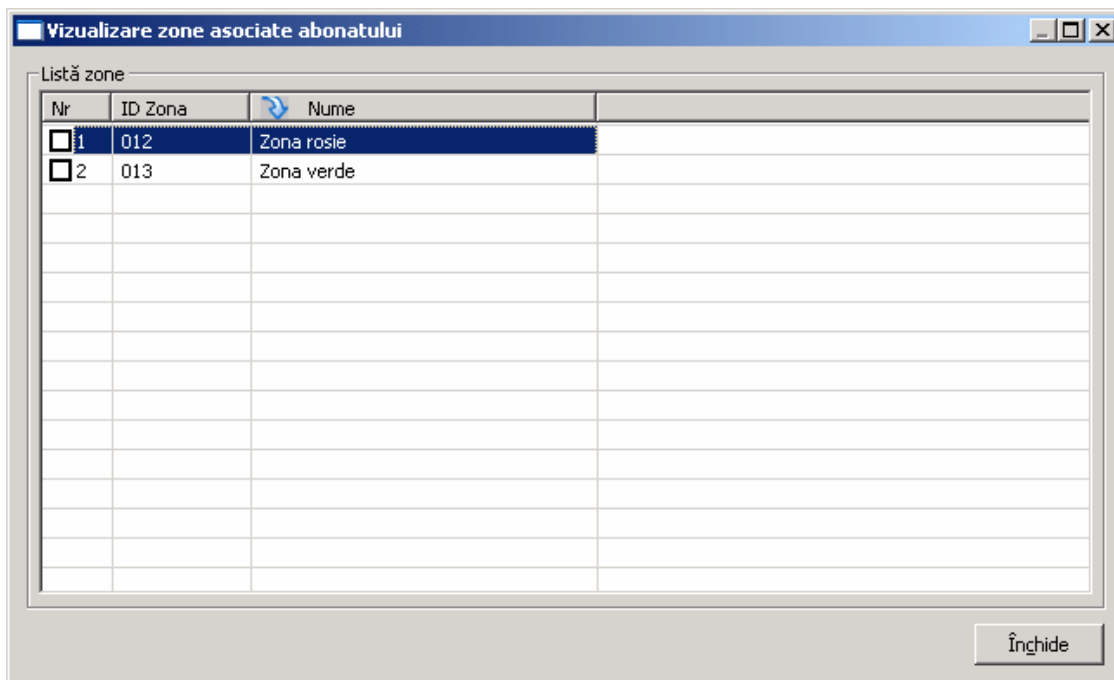 Vizualizare zone asociate abonatului
Listă zone
Nr ID Zona Nume
1 012 Zona rosie
2 013 Zona verde
Închide